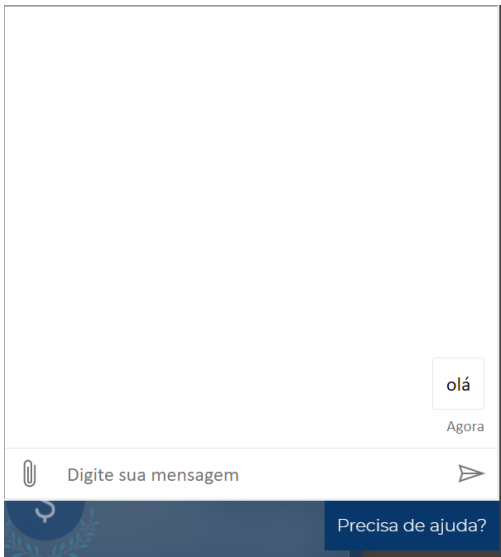 olá
Agora
Digite sua mensagem
$
Precisa de ajuda?